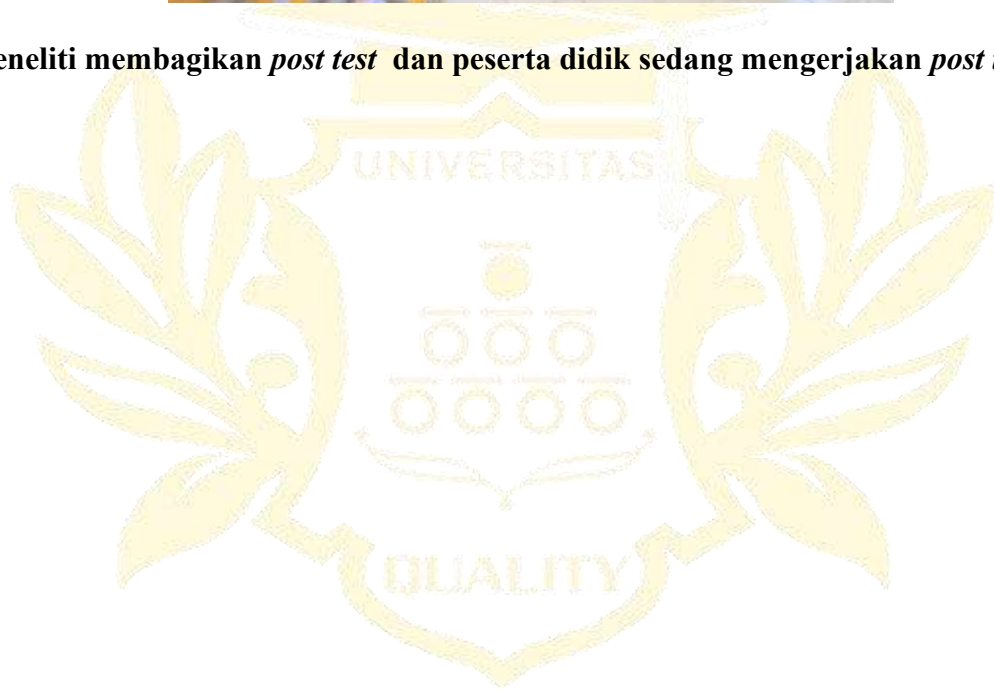 eneliti membagikan post test dan peserta didik sedang mengerjakan post
UNIVERSITAS
QUALITY